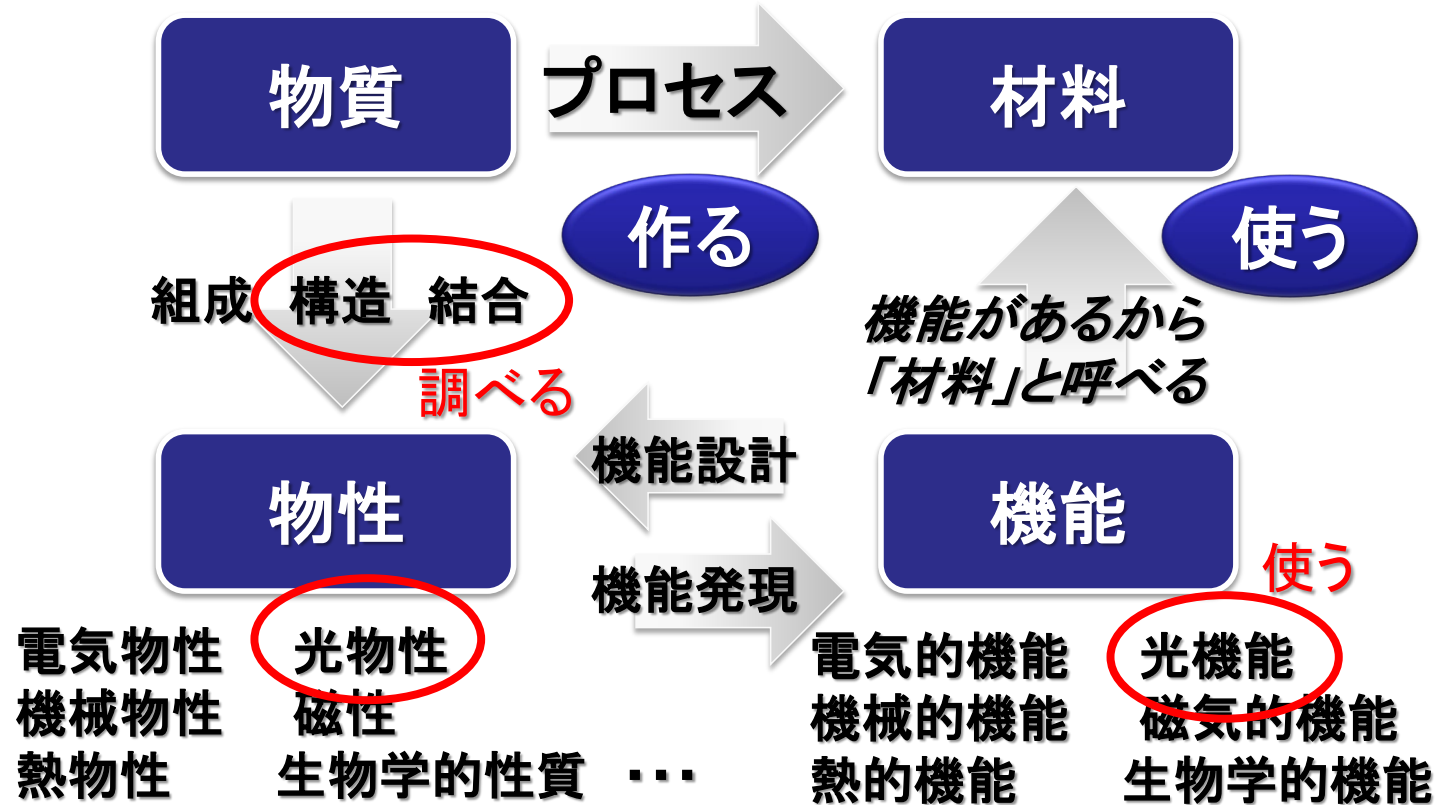 物質
プロセス
材料
作る
使う
組成 構造 結合
調べる
機能があるから
「材料」と呼べる
物性
機能設計
機能発現
機能
使う
電気物性 光物性
機械物性 磁性
熱物性 生物学的性質 ・・・
電気的機能 光機能
機械的機能 磁気的機能
熱的機能 生物学的機能